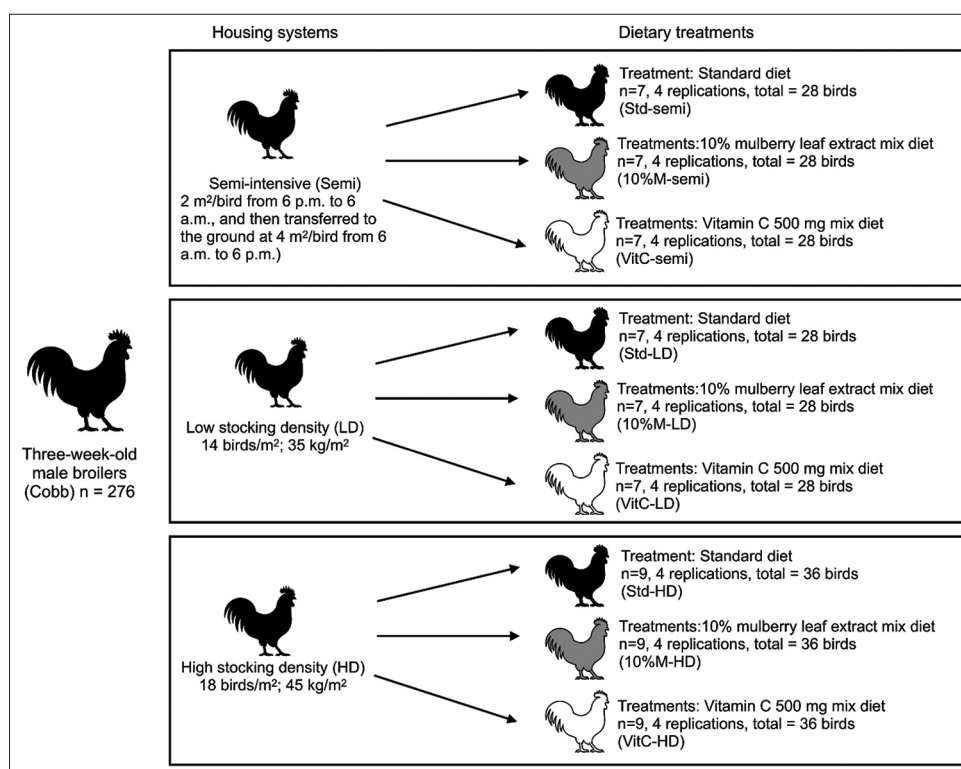 Housing systems
Dietary treatments
Semi-intensive (Semi)
2 m²/bird from 6 p.m. to 6
a.m., and then transferred to
the ground at 4 m²/bird from 6
a.m. to 6 p.m.)
Treatment: Standard diet
n=7, 4 replications, total = 28 birds
(Std-semi)
Treatments:10% mulberry leaf extract mix diet
n=7, 4 replications, total = 28 birds
(10%M-semi)
Treatments: Vitamin C 500 mg mix diet
n=7, 4 replications, total = 28 birds
(VitC-semi)
Three-week-old
male broilers
(Cobb) n = 276
Low stocking density (LD)
14 birds/m²; 35 kg/m²
Treatment: Standard diet
n=7, 4 replications, total = 28 birds
(Std-LD)
Treatments:10% mulberry leaf extract mix diet
n=7, 4 replications, total = 28 birds
(10%M-LD)
Treatments: Vitamin C 500 mg mix diet
n=7, 4 replications, total = 28 birds
(VitC-LD)
High stocking density (HD)
18 birds/m²; 45 kg/m²
Treatment: Standard diet
n=9, 4 replications, total = 36 birds
(Std-HD)
Treatments:10% mulberry leaf extract mix diet
n=9, 4 replications, total = 36 birds
(10%M-HD)
Treatments: Vitamin C 500 mg mix diet
n=9, 4 replications, total = 36 birds
(VitC-HD)